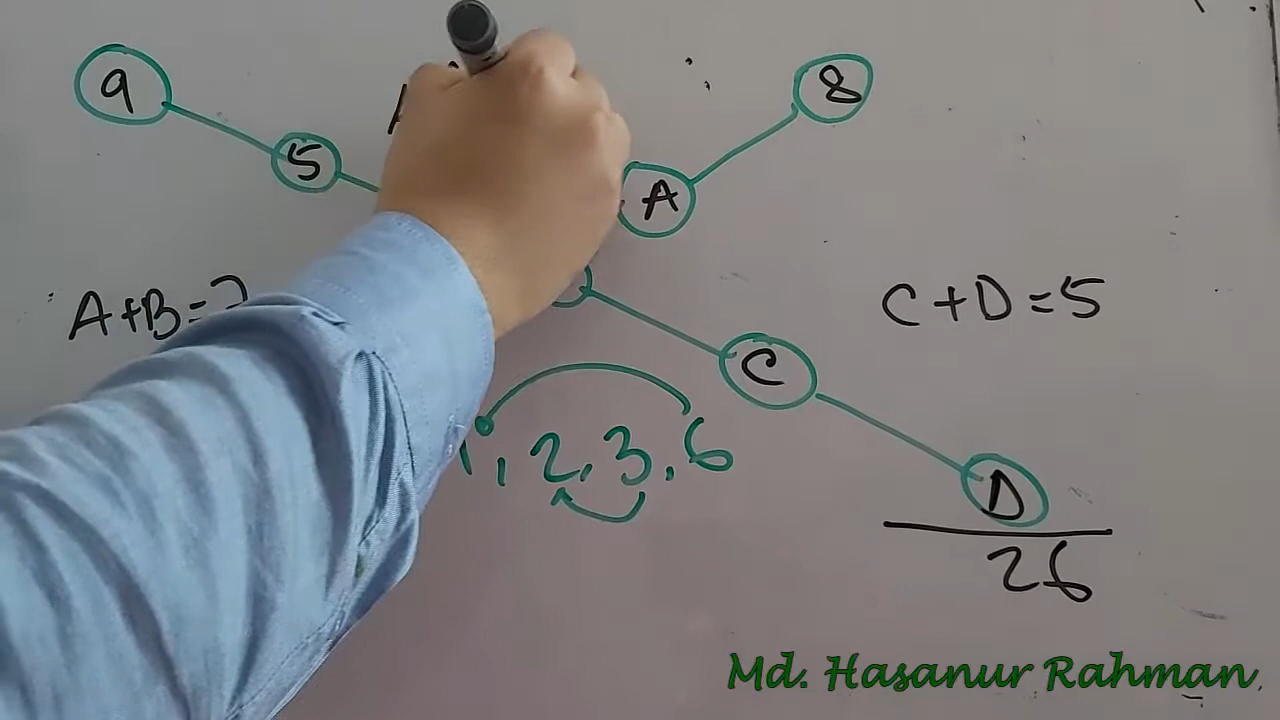 9
8
5
A
A+B=?
C+D=5
C
1, 2, 3, 6
D
26
Md. Hasanur Rahman